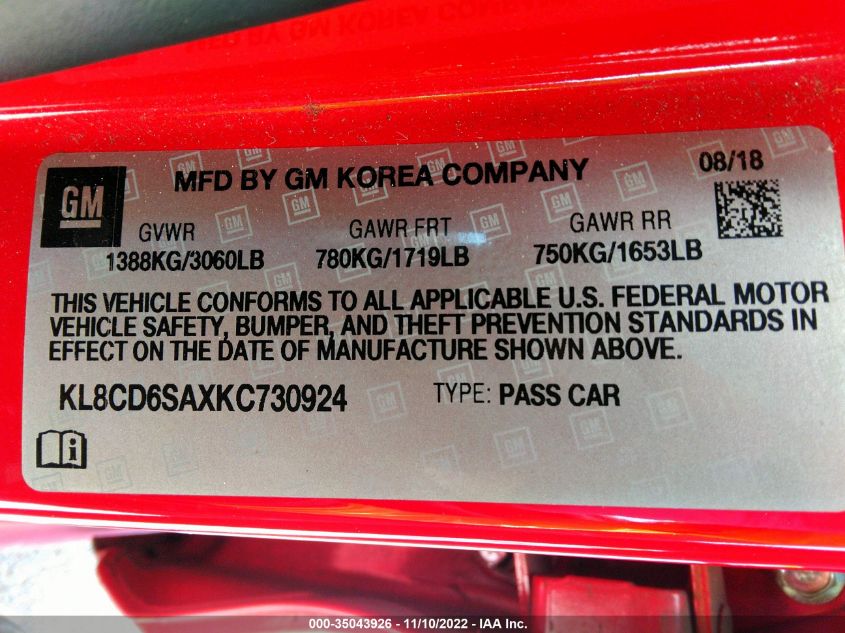 GM
MFD BY GM KOREA COMPANY
08/18
GVWR GAWR FRT GAWR RR
1388KG/3060LB 780KG/1719LB 750KG/1653LB
THIS VEHICLE CONFORMS TO ALL APPLICABLE U.S. FEDERAL MOTOR
VEHICLE SAFETY, BUMPER, AND THEFT PREVENTION STANDARDS IN
EFFECT ON THE DATE OF MANUFACTURE SHOWN ABOVE.
KL8CD6SAXKC730924 TYPE: PASS CAR
000-35043926 - 11/10/2022 - IAA Inc.